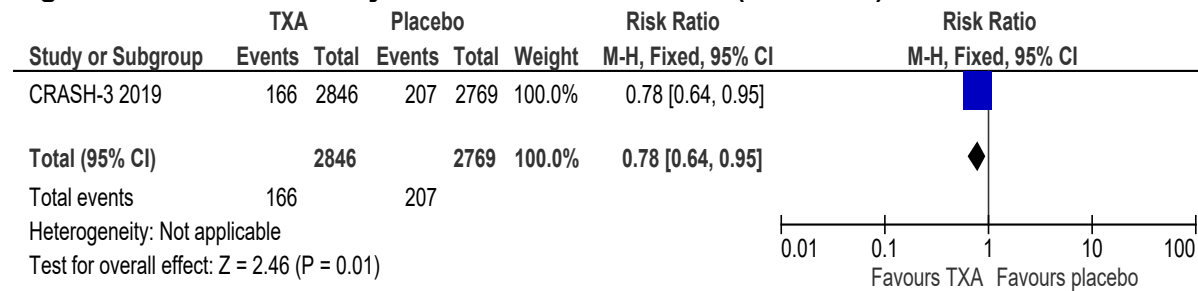 TXA Placebo Risk Ratio Risk Ratio
Study or Subgroup Events Total Events Total Weight M-H, Fixed, 95% CI M-H, Fixed, 95% CI
CRASH-3 2019 166 2846 207 2769 100.0% 0.78 [0.64, 0.95]
Total (95% CI) 2846 2769 100.0% 0.78 [0.64, 0.95]
Total events 166 207
Heterogeneity: Not applicable
Test for overall effect: Z = 2.46 (P = 0.01)
0.01 0.1 1 10 100
Favours TXA Favours placebo